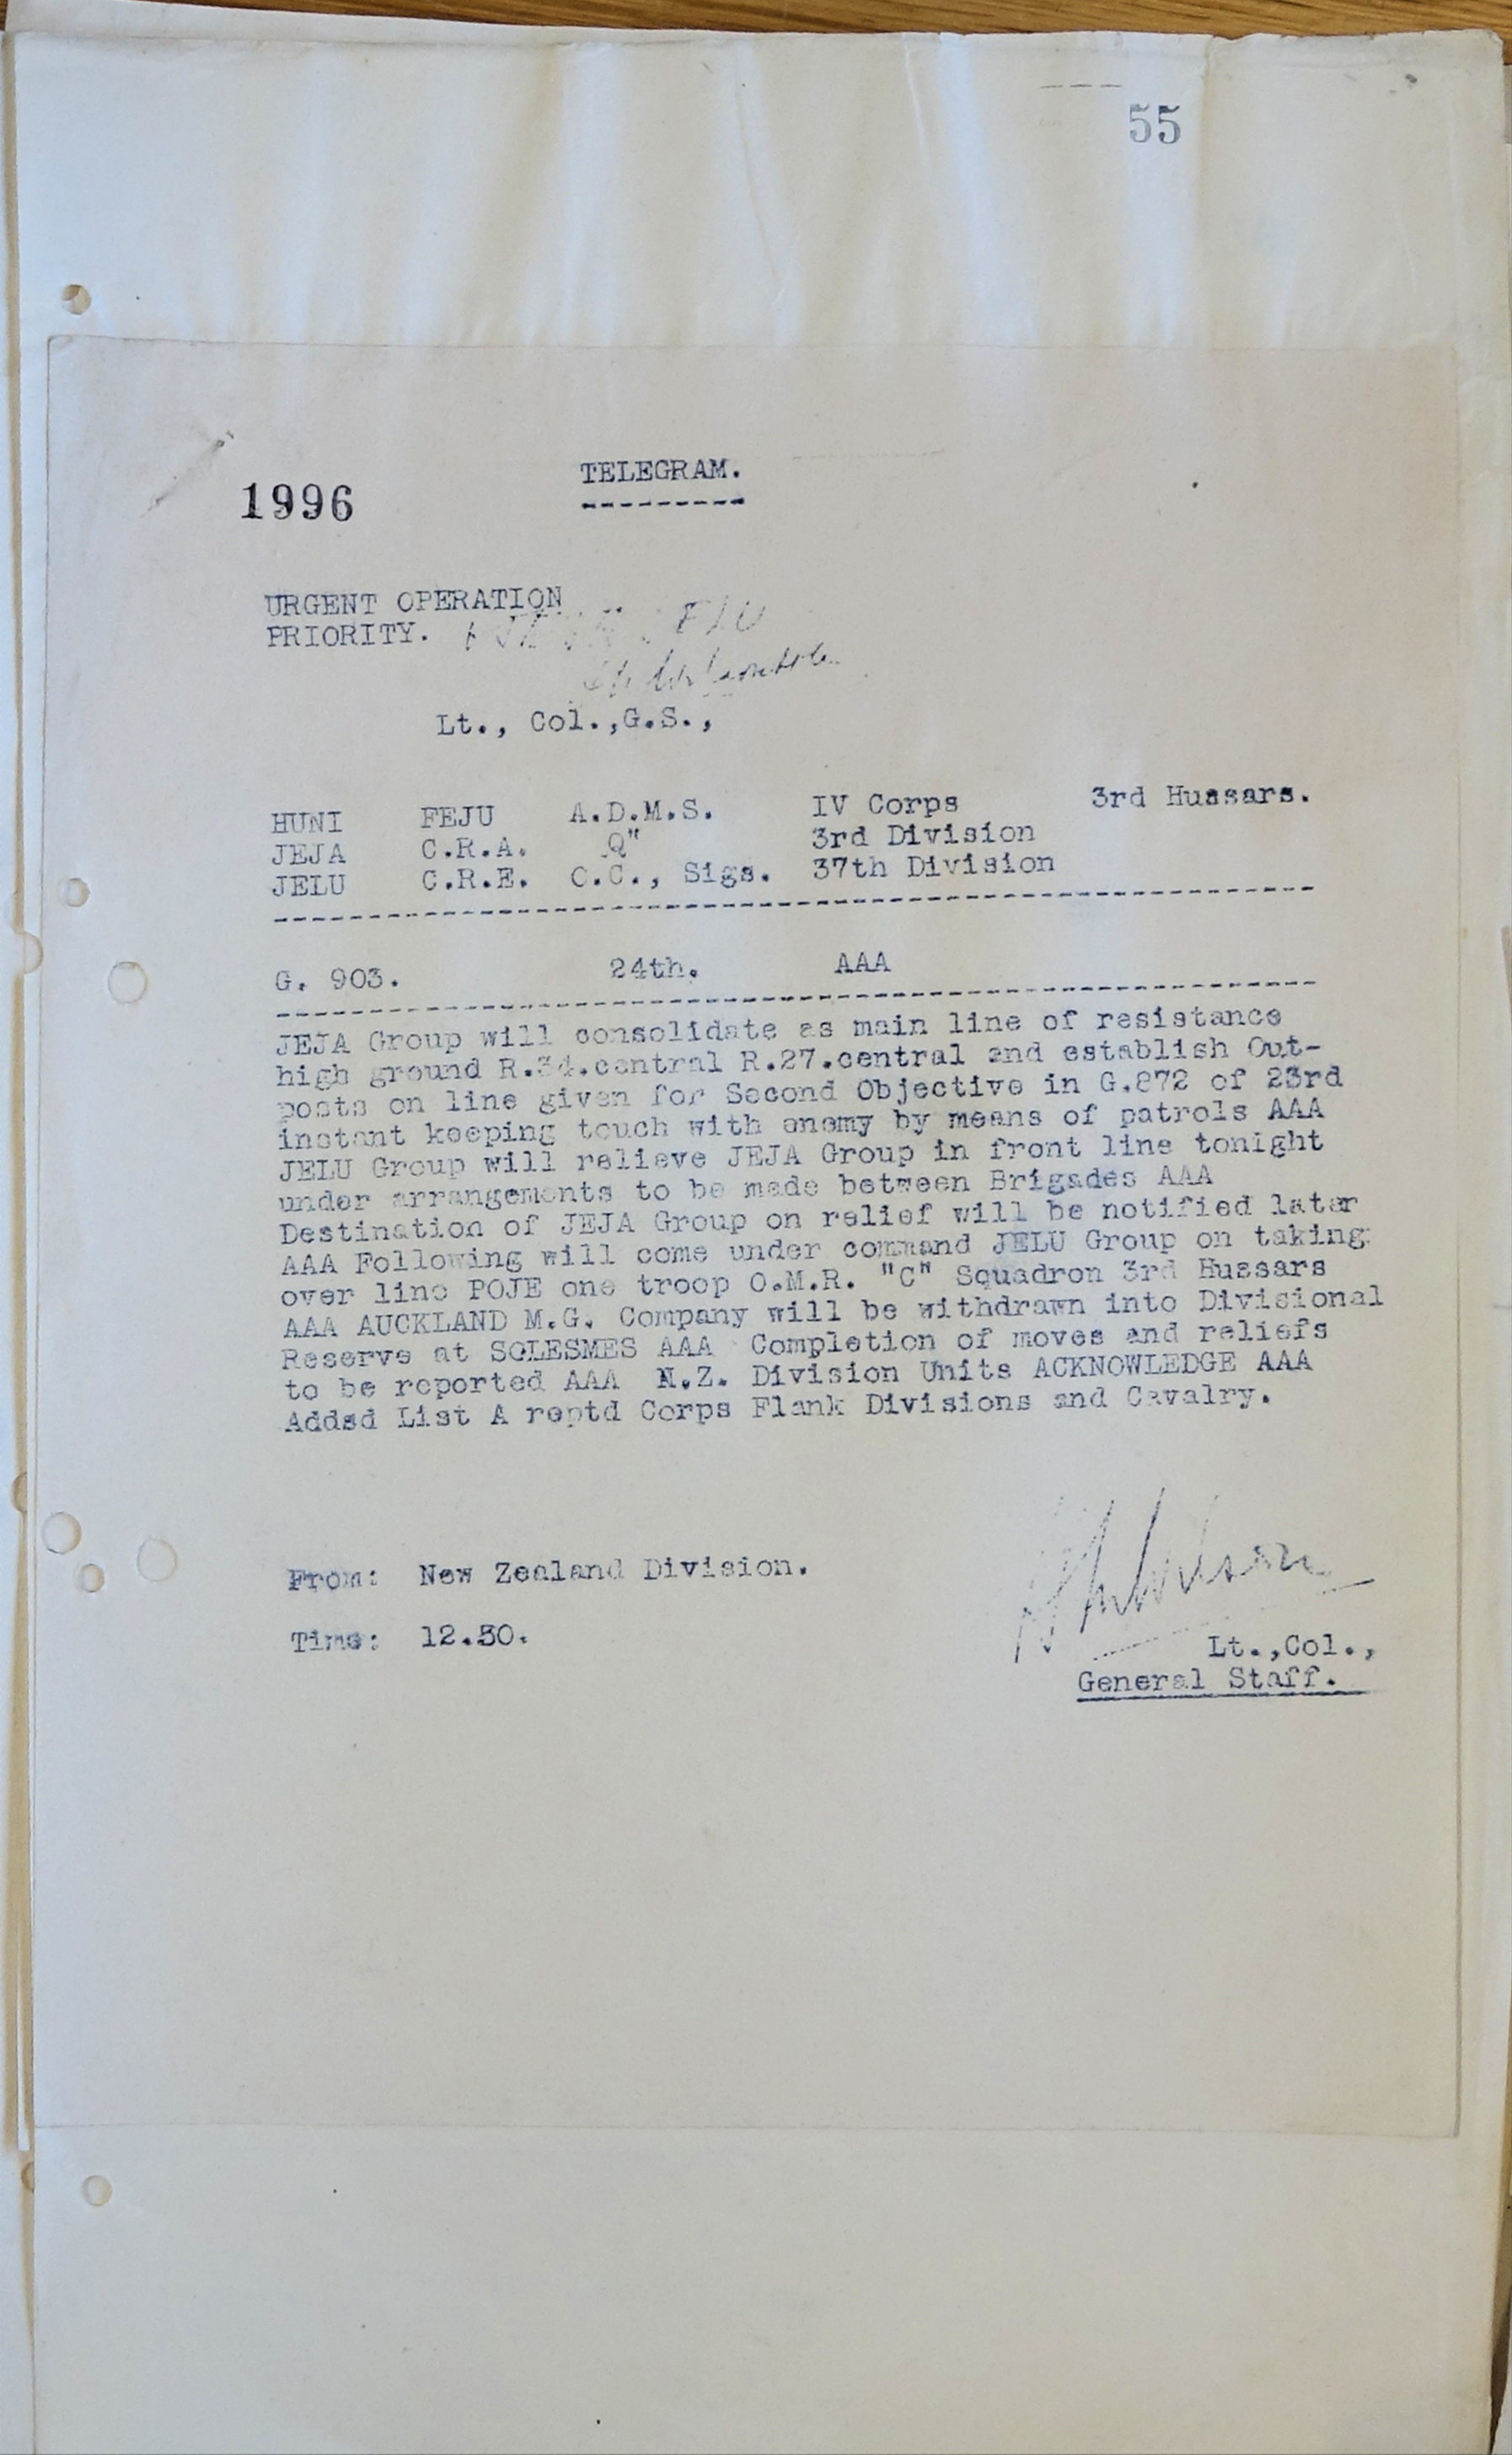 55
TELEGRAM.
1996
URGENT OPERATION
PRIORITY.
Lt., Col.,G.S.,
HUNI FEJU A.D.M.S. IV Corps 3rd Hussars.
JEJA C.R.A. Q" 3rd Division
JELU C.R.E. O.C., Sigs. 37th Division
G. 903. 24th. AAA
JEJA Group will consolidate as main line of resistance
high ground R.34.central R.27.central and establish Out-
posts on line given for Second Objective in G.872 of 23rd
instant keeping touch with enemy by means of patrols AAA
JELU Group will relieve JEJA Group in front line tonight
under arrangements to be made between Brigades AAA
Destination of JEJA Group on relief will be notified later
AAA Following will come under command JELU Group on taking
over line POJE one troop O.M.R. "C" Squadron 3rd Hussars
AAA AUCKLAND M.G. Company will be withdrawn into Divisional
Reserve at SOLESMES AAA Completion of moves and reliefs
to be reported AAA N.Z. Division Units ACKNOWLEDGE AAA
Added List A reptd Corps Flank Divisions and Cavalry.
From: New Zealand Division.
Time: 12.50.
Lt.,Col.,
General Staff.